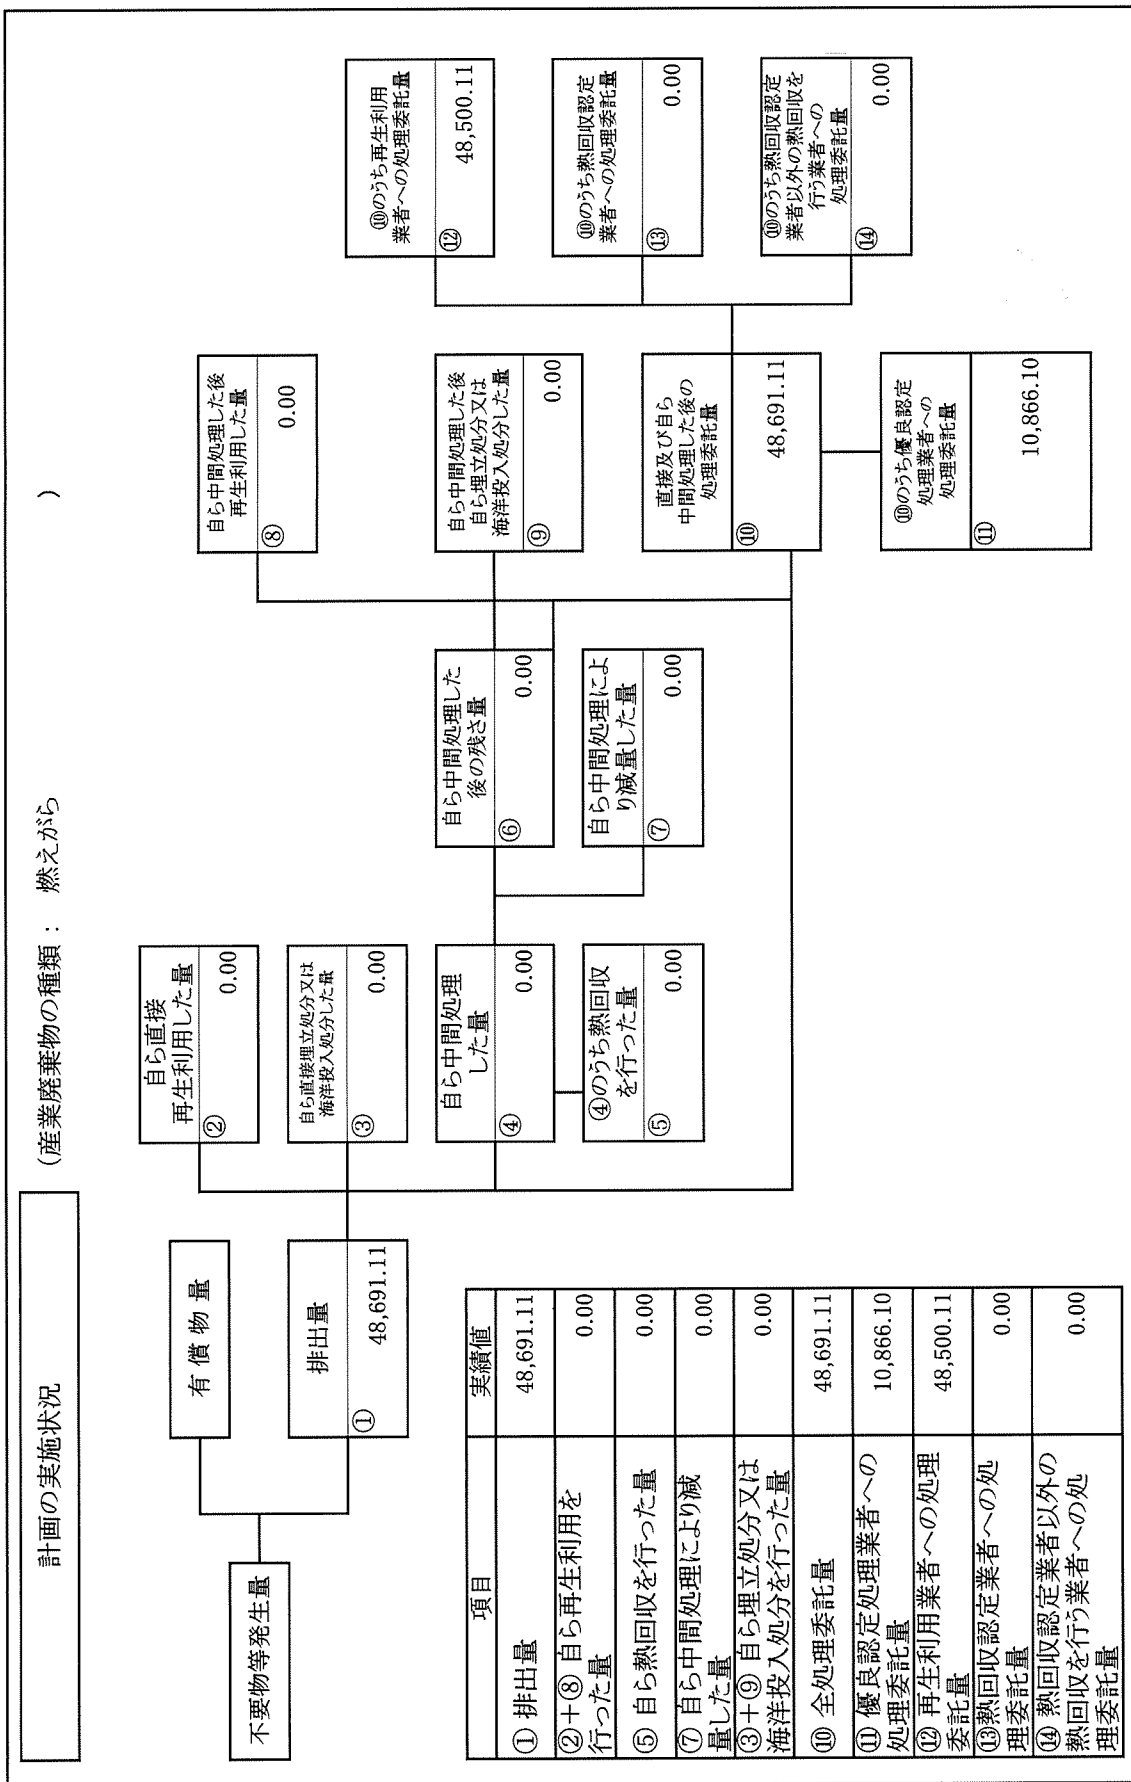 計画の実施状況
(産業廃棄物の種類： 燃えがら )
不要物等発生量
有償物量
排出量
① 48,691.11
自ら直接
再生利用した量
② 0.00
自ら直接埋立処分又は
海洋投入処分した量
③ 0.00
自ら中間処理
した量
④ 0.00
④のうち熱回収
を行った量
⑤ 0.00
自ら中間処理した
後の残さ量
⑥ 0.00
自ら中間処理によ
り減量した量
⑦ 0.00
自ら中間処理した後
再生利用した量
⑧ 0.00
自ら中間処理した後
自ら埋立処分又は
海洋投入処分した量
⑨ 0.00
直接及び自ら
中間処理した後の
処理委託量
⑩ 48,691.11
⑩のうち優良認定
処理業者への
処理委託量
⑪ 10,866.10
⑩のうち再生利用
業者への処理委託量
⑫ 48,500.11
⑩のうち熱回収認定
業者への処理委託量
⑬ 0.00
⑩のうち熱回収認定
業者以外の熱回収を
行う業者への
処理委託量
⑭ 0.00
項目 実績値
① 排出量 48,691.11
②+⑧ 自ら再生利用を
行った量 0.00
⑤ 自ら熱回収を行った量 0.00
⑦ 自ら中間処理により減
量した量 0.00
③+⑨ 自ら埋立処分又は
海洋投入処分を行った量 0.00
⑩ 全処理委託量 48,691.11
⑪ 優良認定処理業者への
処理委託量 10,866.10
⑫ 再生利用業者への処理
委託量 48,500.11
⑬熱回収認定業者への処
理委託量 0.00
⑭ 熱回収認定業者以外の
熱回収を行う業者への処
理委託量 0.00